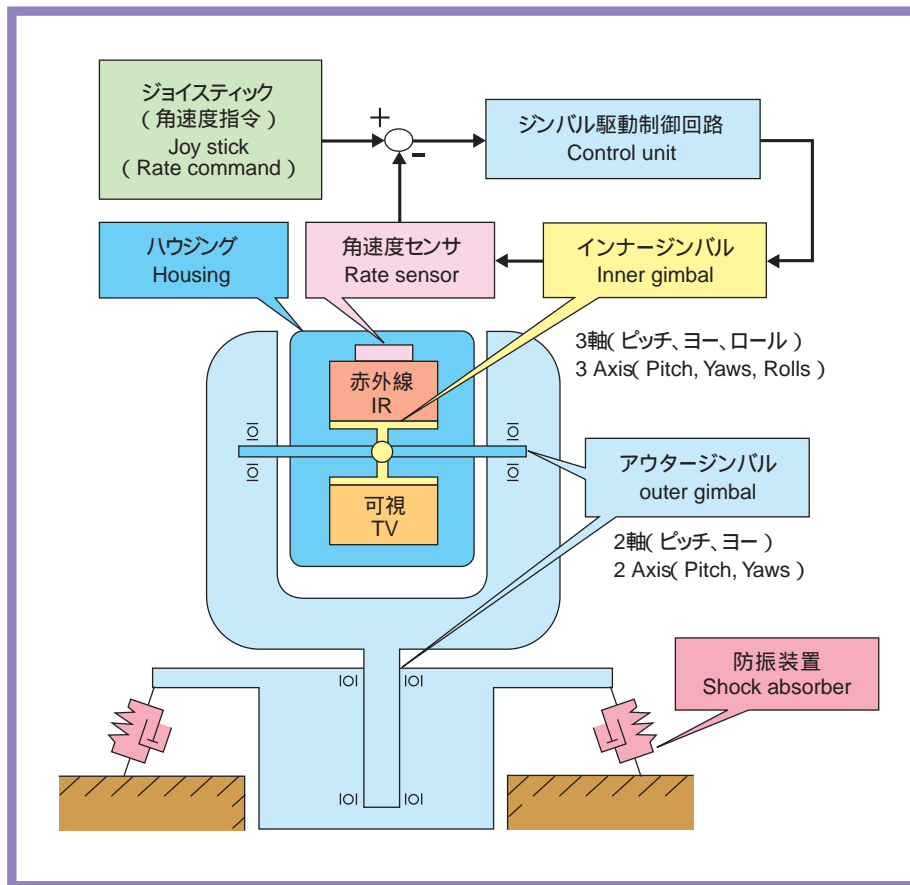 ジョイスティック
（角速度指令）
Joy stick
（Rate command）
+
-
ジンバル駆動制御回路
Control unit
ハウジング
Housing
角速度センサ
Rate sensor
インナージンバル
Inner gimbal
3軸（ピッチ、ヨー、ロール）
3 Axis（Pitch, Yaws, Rolls）
赤外線
IR
可視
TV
アウタージンバル
outer gimbal
2軸（ピッチ、ヨー）
2 Axis（Pitch, Yaws）
防振装置
Shock absorber